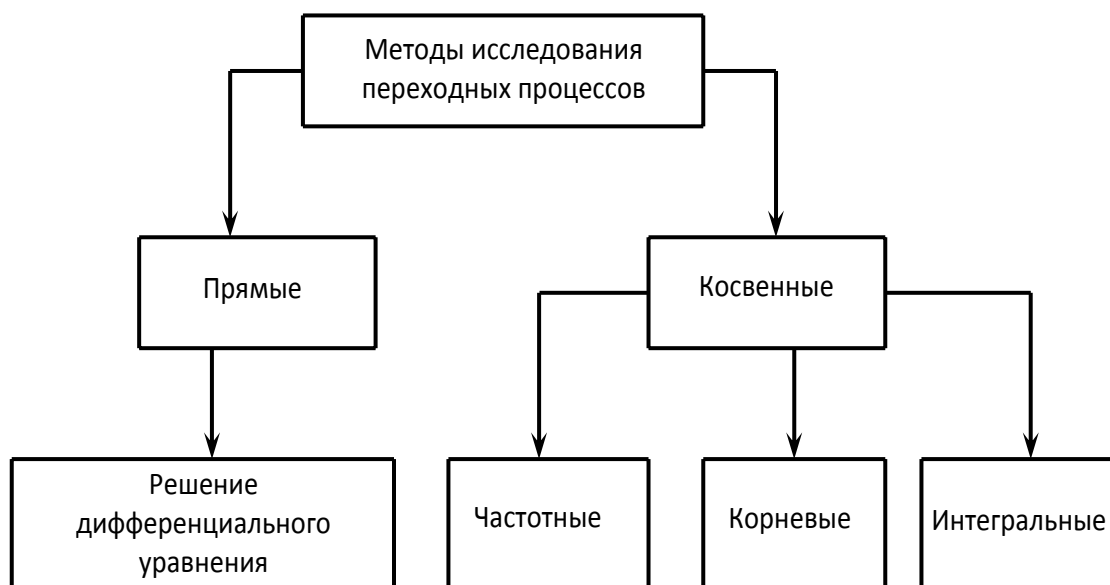 Методы исследования
переходных процессов
Прямые
Косвенные
Решение
дифференциального
уравнения
Частотные
Корневые
Интегральные